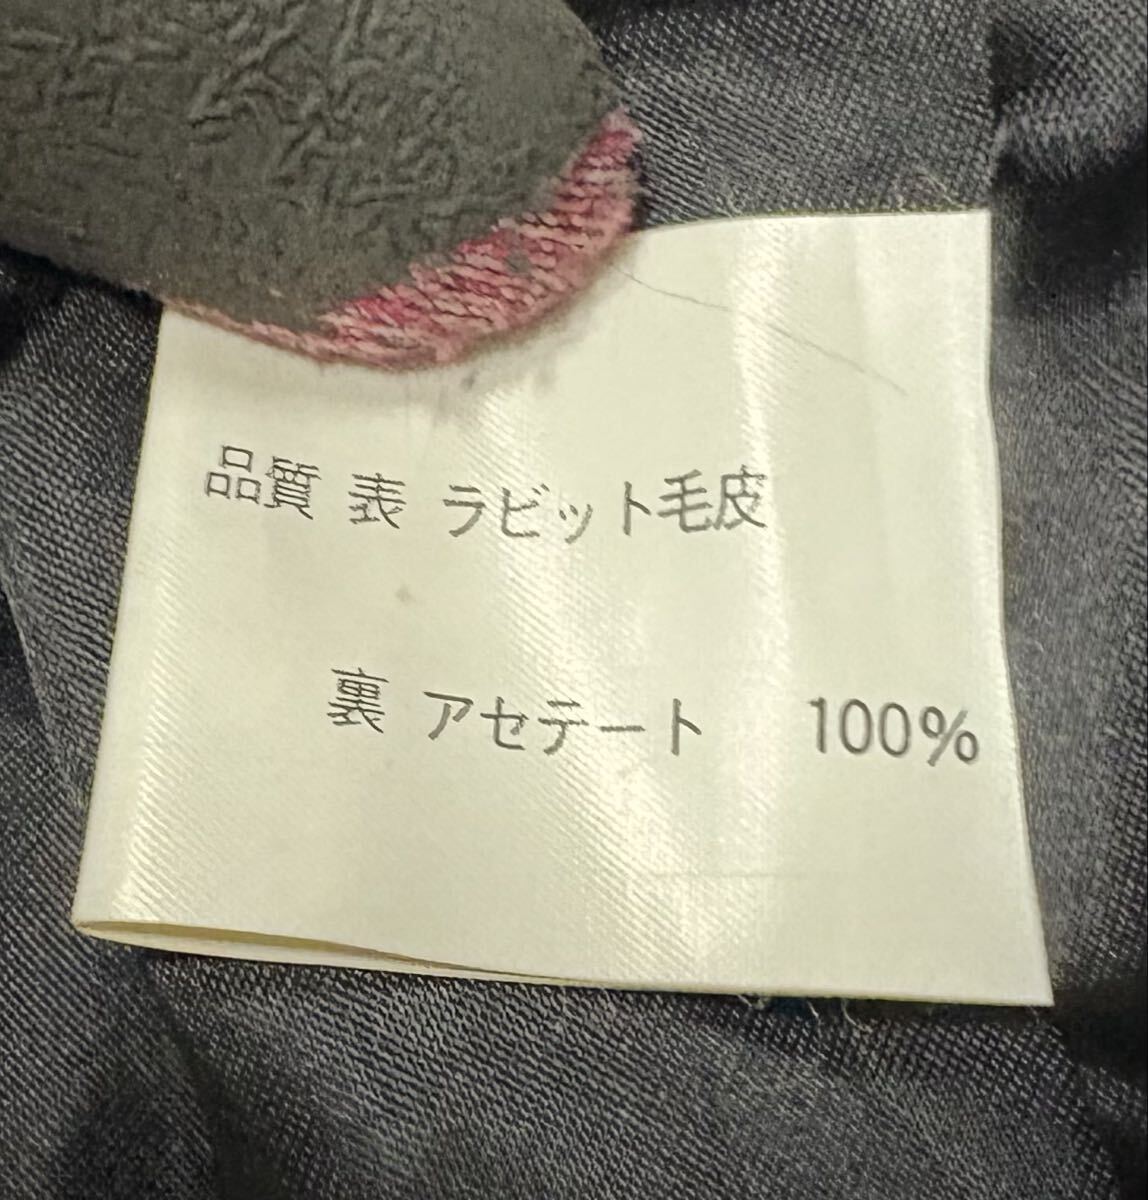 品質 表 ラビット毛皮
裏 アセテート 100%